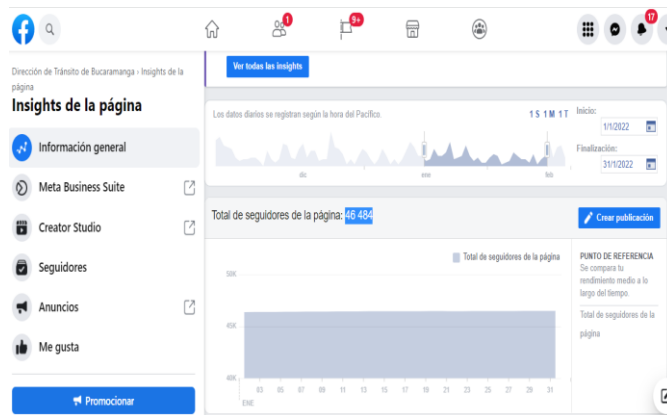 1
9+
17
Dirección de Tránsito de Bucaramanga › Insights de la
página
Insights de la página
Información general
Meta Business Suite
Creator Studio
Seguidores
Anuncios
Me gusta
Promocionar
Ver todas las insights
Los datos diarios se registran según la hora del Pacífico.
1 S 1 M 1 T
Inicio:
1/1/2022
Finalización:
31/1/2022
dic
ene
feb
Total de seguidores de la página: 46 484
Crear publicación
Total de seguidores de la página
50K
45K
40K
03 05 07 09 11 13 15 17 19 21 23 25 27 29 31
ENE
PUNTO DE REFERENCIA
Se compara tu
rendimiento medio a lo
largo del tiempo.
Total de seguidores de la
página